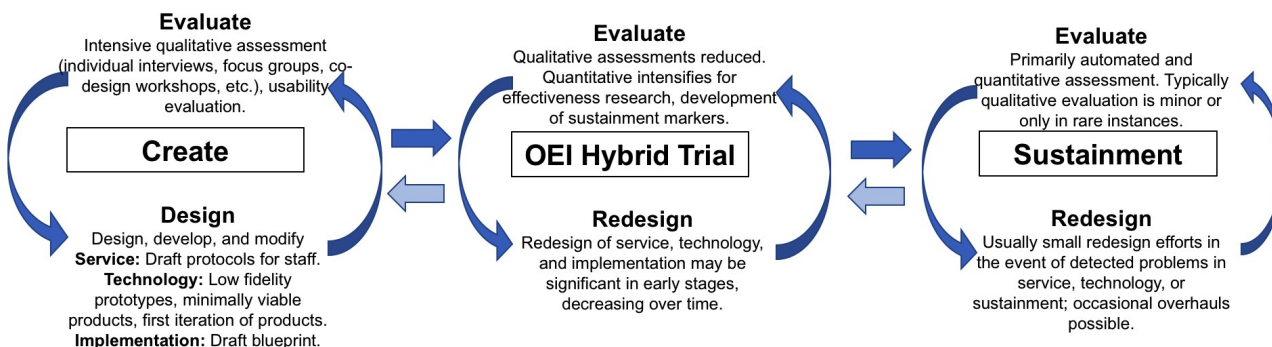 Evaluate
Intensive qualitative assessment
(individual interviews, focus groups, co-
design workshops, etc.), usability
evaluation.
Create
Design
Design, develop, and modify
Service: Draft protocols for staff.
Technology: Low fidelity
prototypes, minimally viable
products, first iteration of products.
Implementation: Draft blueprint.
Evaluate
Qualitative assessments reduced.
Quantitative intensifies for
effectiveness research, development
of sustainment markers.
OEI Hybrid Trial
Redesign
Redesign of service, technology,
and implementation may be
significant in early stages,
decreasing over time.
Evaluate
Primarily automated and
quantitative assessment. Typically
qualitative evaluation is minor or
only in rare instances.
Sustainment
Redesign
Usually small redesign efforts in
the event of detected problems in
service, technology, or
sustainment; occasional overhauls
possible.